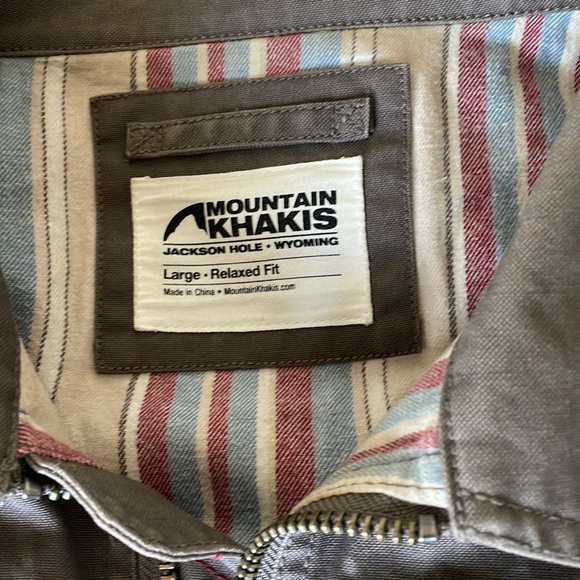 MOUNTAIN
KHAKIS
JACKSON HOLE • WYOMING
Large • Relaxed Fit
Made in China • MountainKhakis.com